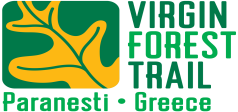 VIRGIN
FOREST
TRAIL
Paranesti • Greece